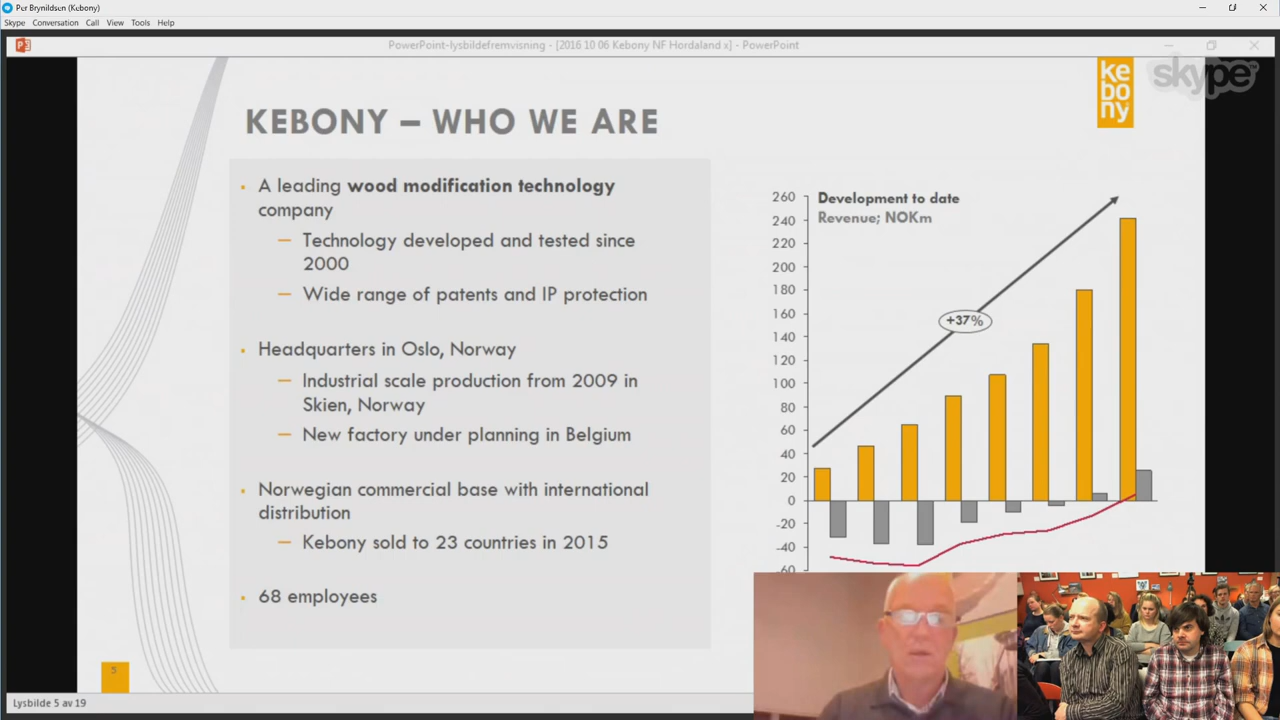 Per Brynildsen (Kebony)
Skype Conversation Call View Tools Help
PowerPoint-lysbildefremvisning - [2016 10 06 Kebony NF Hordaland x] - PowerPoint
ke
bo
ny
skype™
KEBONY – WHO WE ARE
A leading wood modification technology
company
– Technology developed and tested since
2000
– Wide range of patents and IP protection
Headquarters in Oslo, Norway
– Industrial scale production from 2009 in
Skien, Norway
– New factory under planning in Belgium
Norwegian commercial base with international
distribution
– Kebony sold to 23 countries in 2015
68 employees
Development to date
Revenue; NOKm
+37%
260
240
220
200
180
160
140
120
100
80
60
40
20
0
-20
-40
-60
5
Lysbilde 5 av 19